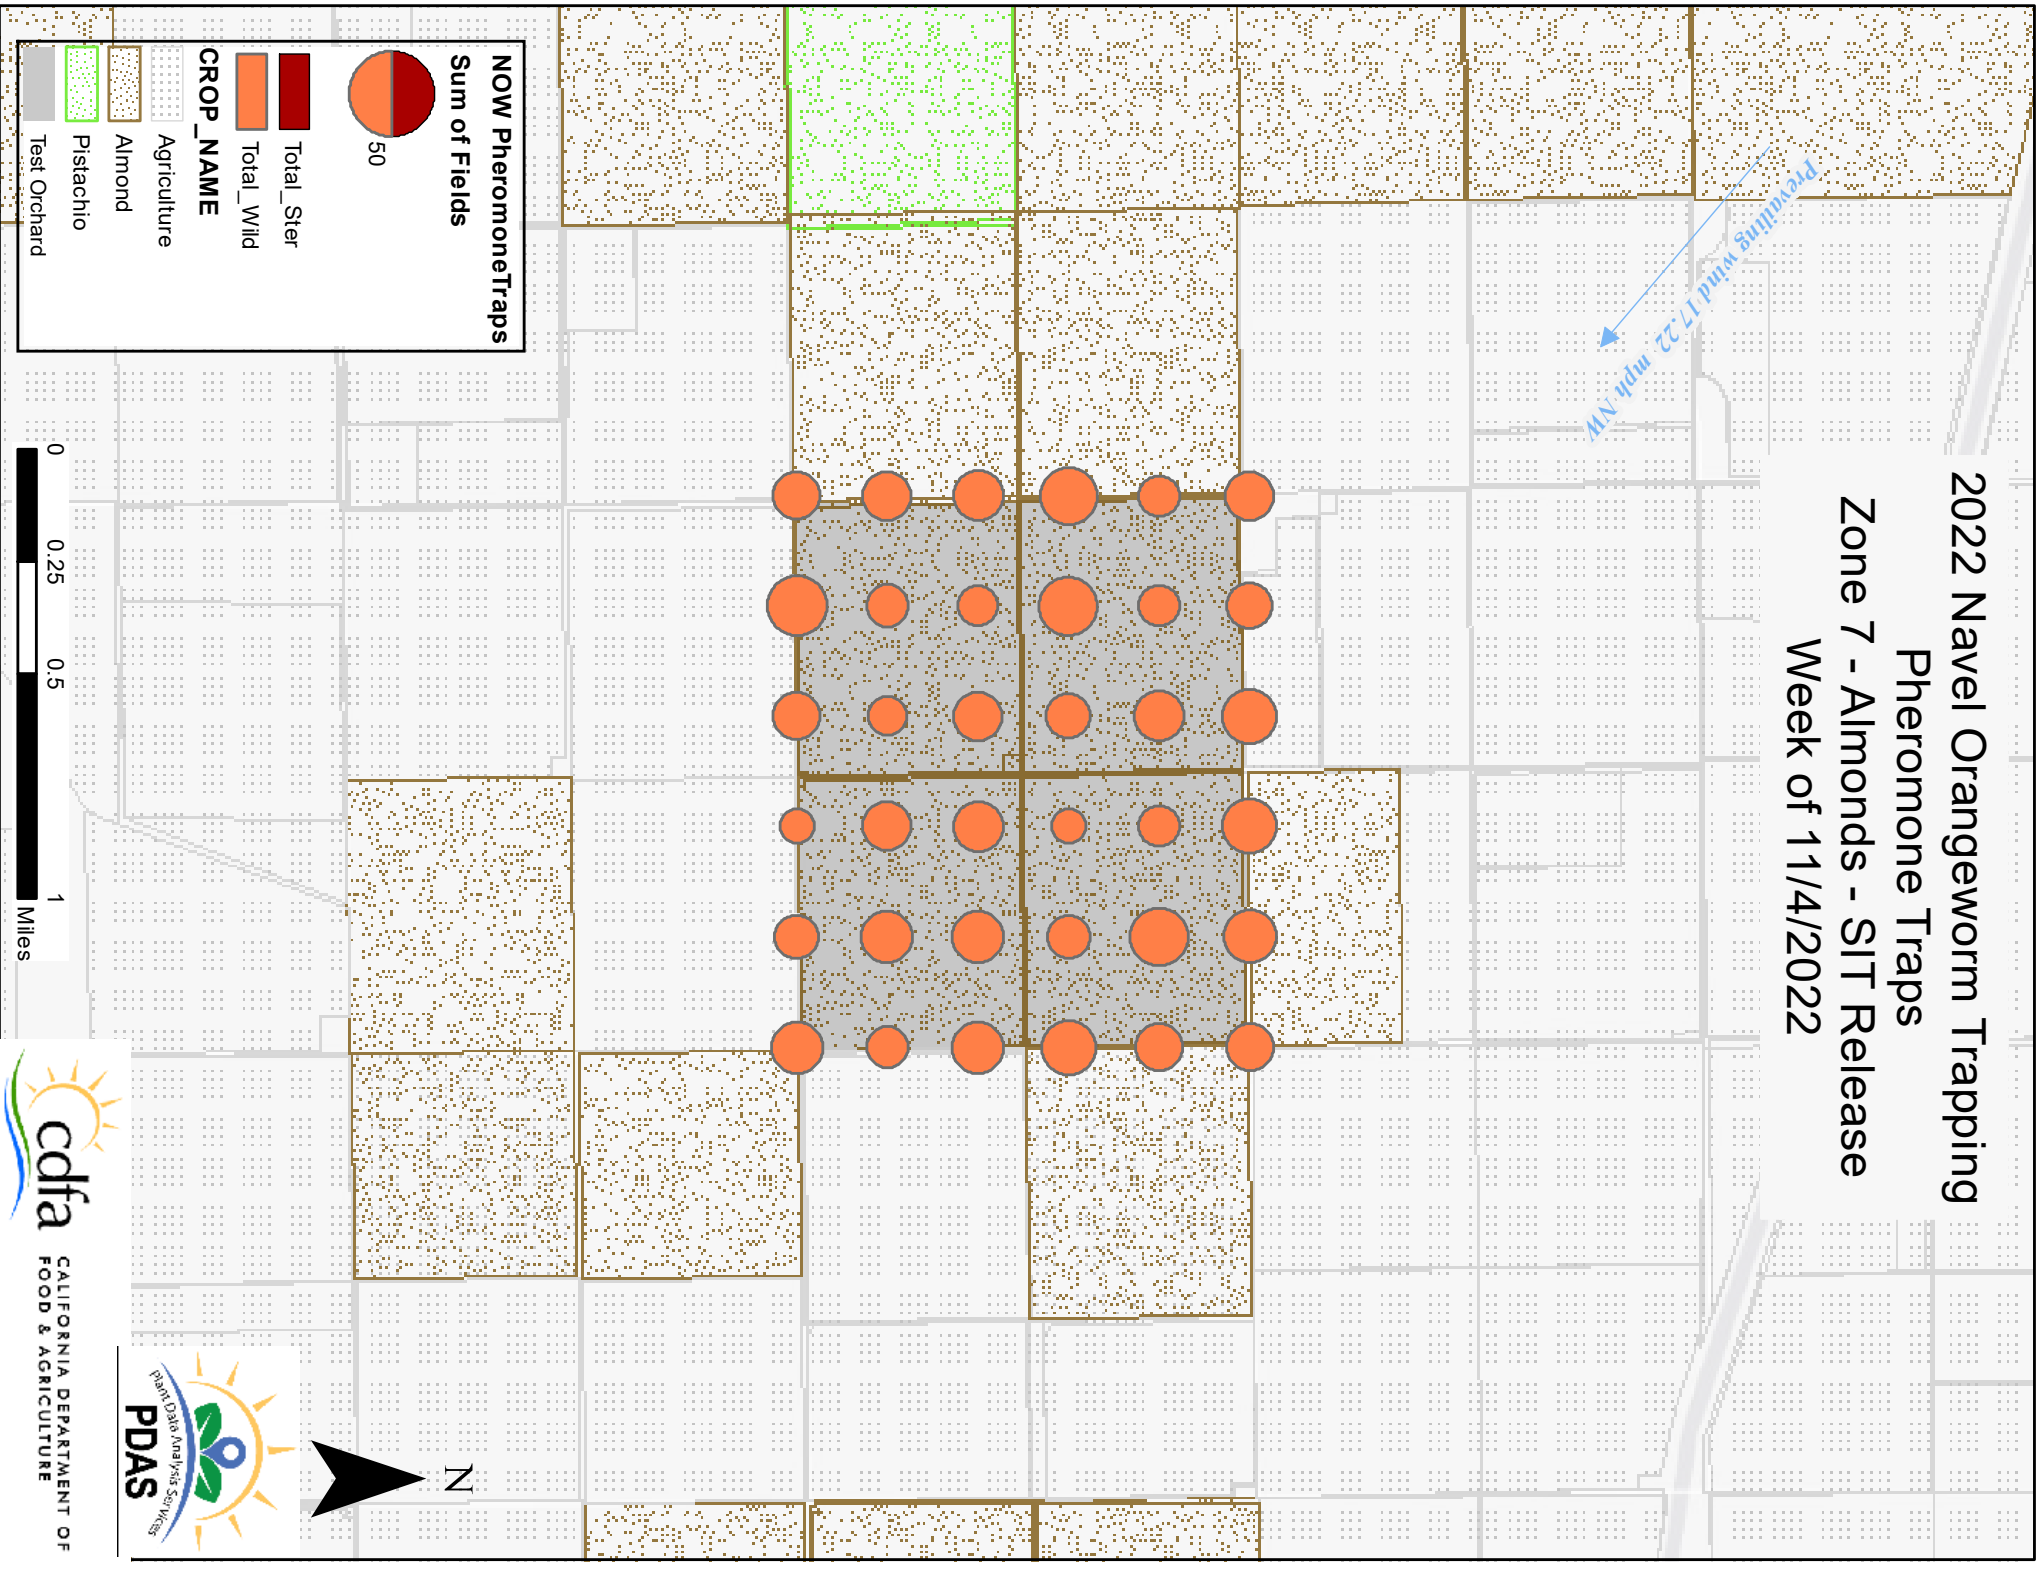 2022 Navel Orangeworm Trapping
Pheromone Traps
Zone 7 - Almonds - SIT Release
Week of 11/4/2022
Prevailing wind 17.22 mph NW
NOW PheromoneTraps
Sum of Fields
50
Total_Ster
Total_Wild
CROP_NAME
Agriculture
Almond
Pistachio
Test Orchard
0 0.25 0.5 1
Miles
cdfa
CALIFORNIA DEPARTMENT OF
FOOD & AGRICULTURE
Plant Data Analysis Services
PDAS
N